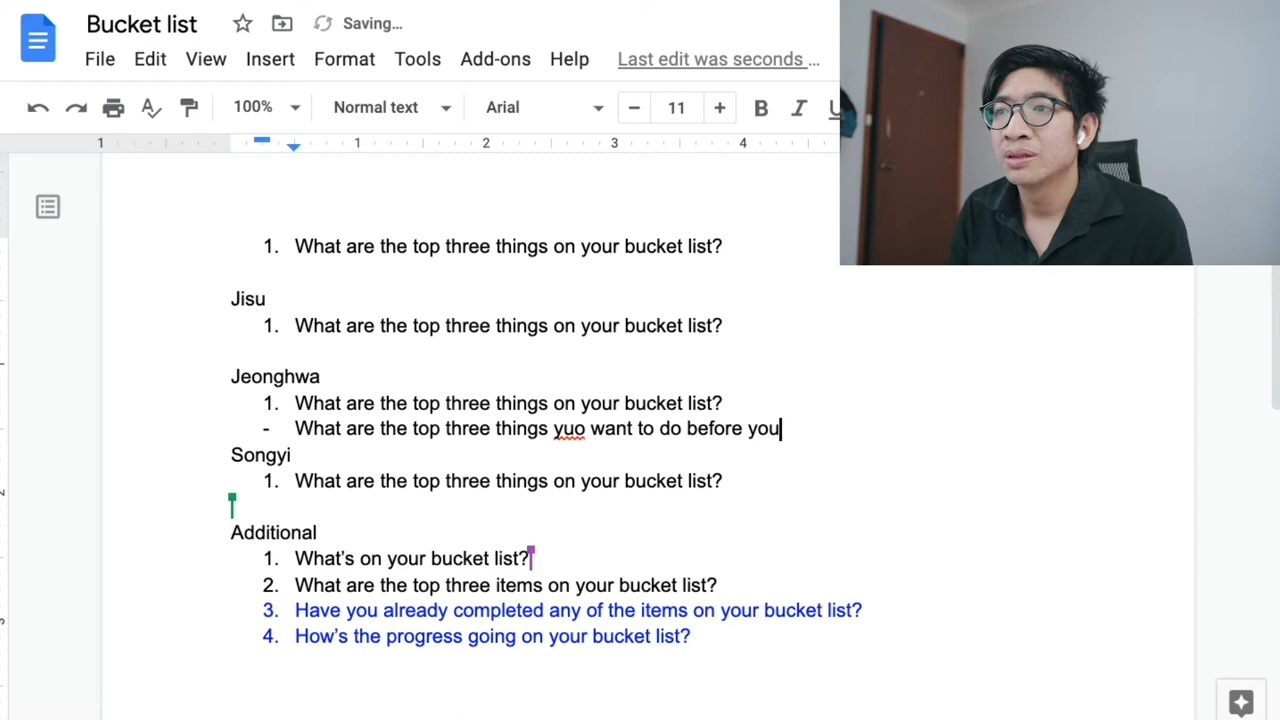 Bucket list
Saving…
File Edit View Insert Format Tools Add-ons Help Last edit was seconds …
100% Normal text Arial 11 B I U
1 1 2 3 4
1. What are the top three things on your bucket list?
Jisu
1. What are the top three things on your bucket list?
Jeonghwa
1. What are the top three things on your bucket list?
- What are the top three things yuo want to do before you
Songyi
1. What are the top three things on your bucket list?
Additional
1. What’s on your bucket list?
2. What are the top three items on your bucket list?
3. Have you already completed any of the items on your bucket list?
4. How’s the progress going on your bucket list?